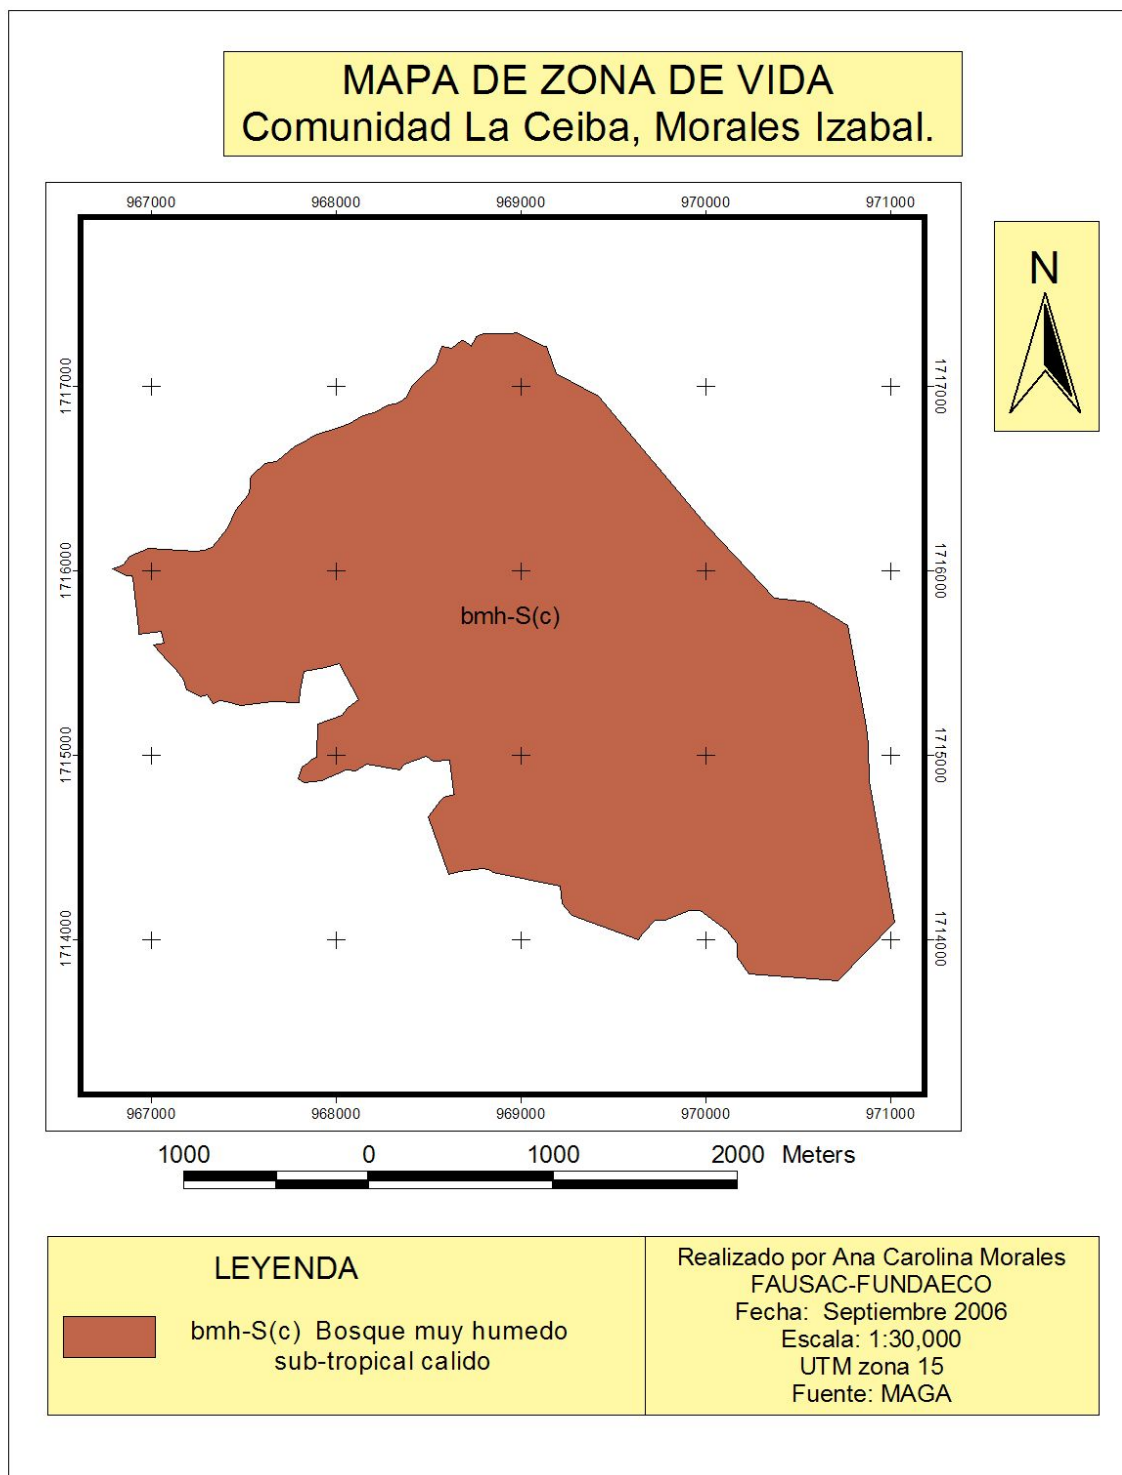 MAPA DE ZONA DE VIDA
Comunidad La Ceiba, Morales Izabal.
967000 968000 969000 970000 971000
N
1717000 1717000
1716000 1716000
bmh-S(c)
1715000 1715000
1714000 1714000
967000 968000 969000 970000 971000
1000 0 1000 2000 Meters
LEYENDA
bmh-S(c) Bosque muy humedo
sub-tropical calido
Realizado por Ana Carolina Morales
FAUSAC-FUNDAECO
Fecha: Septiembre 2006
Escala: 1:30,000
UTM zona 15
Fuente: MAGA